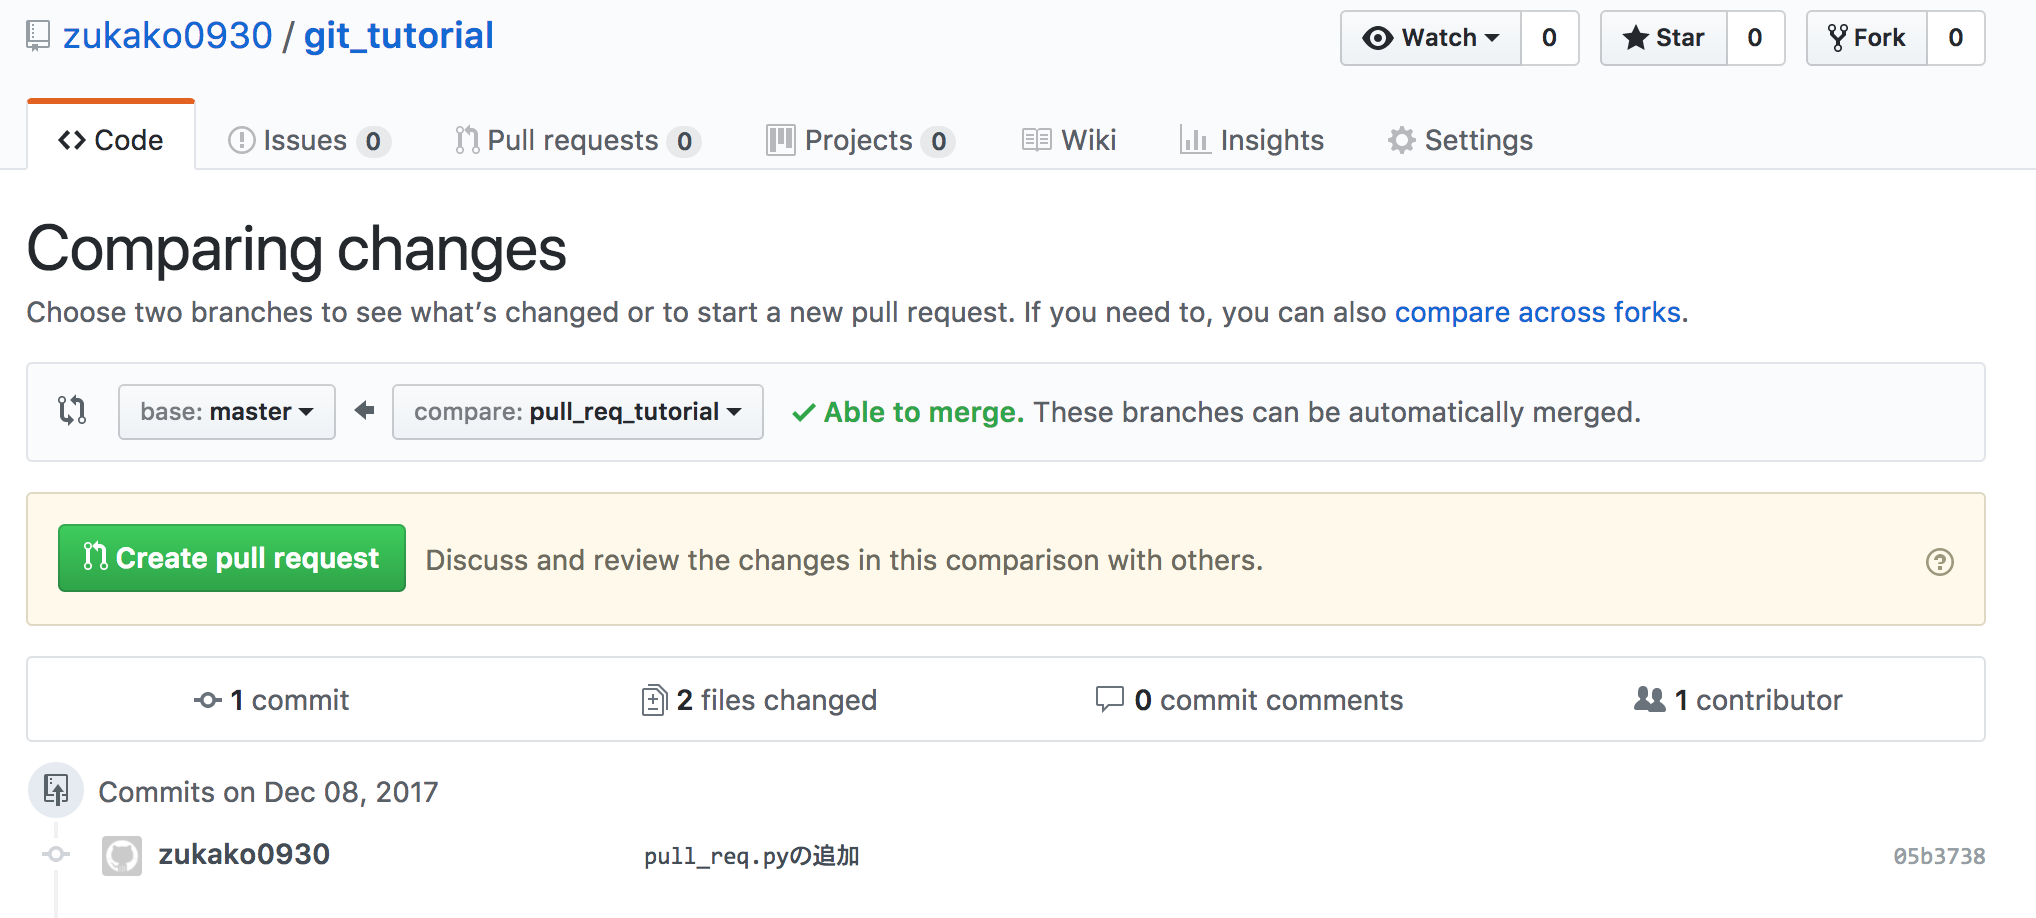 zukako0930 / git_tutorial
Watch 0 Star 0 Fork 0
Code Issues 0 Pull requests 0 Projects 0 Wiki Insights Settings
Comparing changes
Choose two branches to see what’s changed or to start a new pull request. If you need to, you can also compare across forks.
base: master compare: pull_req_tutorial Able to merge. These branches can be automatically merged.
Create pull request Discuss and review the changes in this comparison with others.
1 commit 2 files changed 0 commit comments 1 contributor
Commits on Dec 08, 2017
zukako0930 pull_req.pyの追加 05b3738